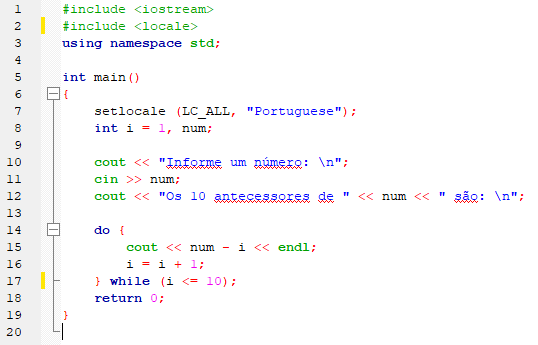 1 #include <iostream>
2 #include <locale>
3 using namespace std;
4
5 int main()
6 {
7 setlocale (LC_ALL, "Portuguese");
8 int i = 1, num;
9
10 cout << "Informe um número: \n";
11 cin >> num;
12 cout << "Os 10 antecessores de " << num << " são: \n";
13
14 do {
15 cout << num - i << endl;
16 i = i + 1;
17 } while (i <= 10);
18 return 0;
19 }
20